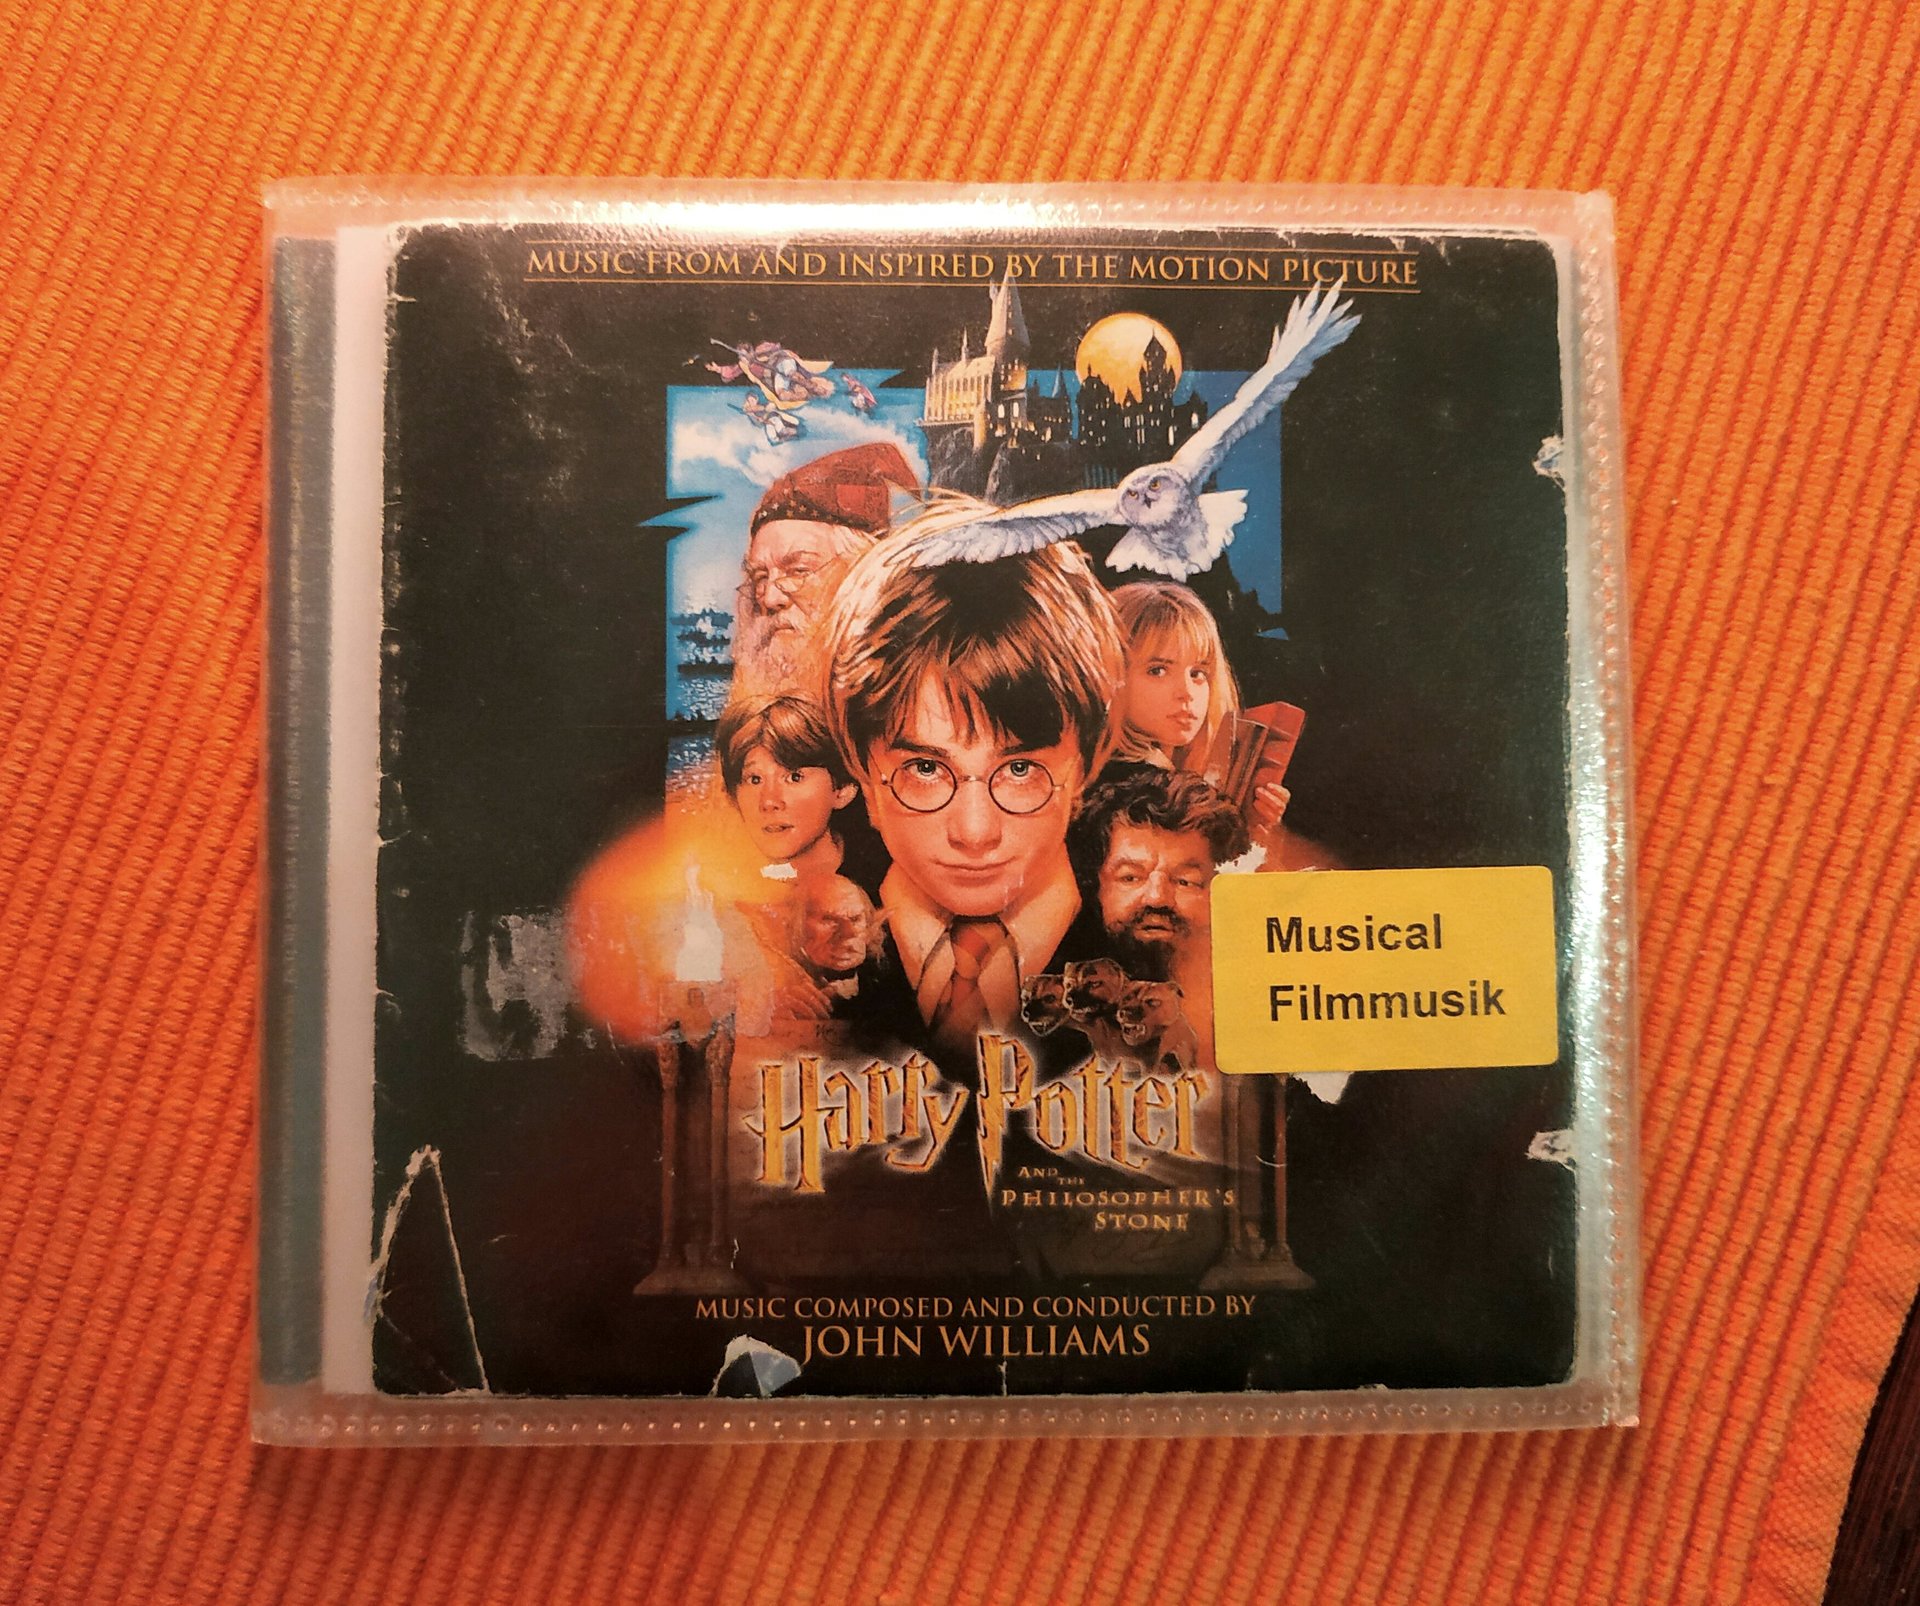 MUSIC FROM AND INSPIRED BY THE MOTION PICTURE
Musical
Filmmusik
Harry Potter
AND THE
PHILOSOPHER'S
STONE
MUSIC COMPOSED AND CONDUCTED BY
JOHN WILLIAMS